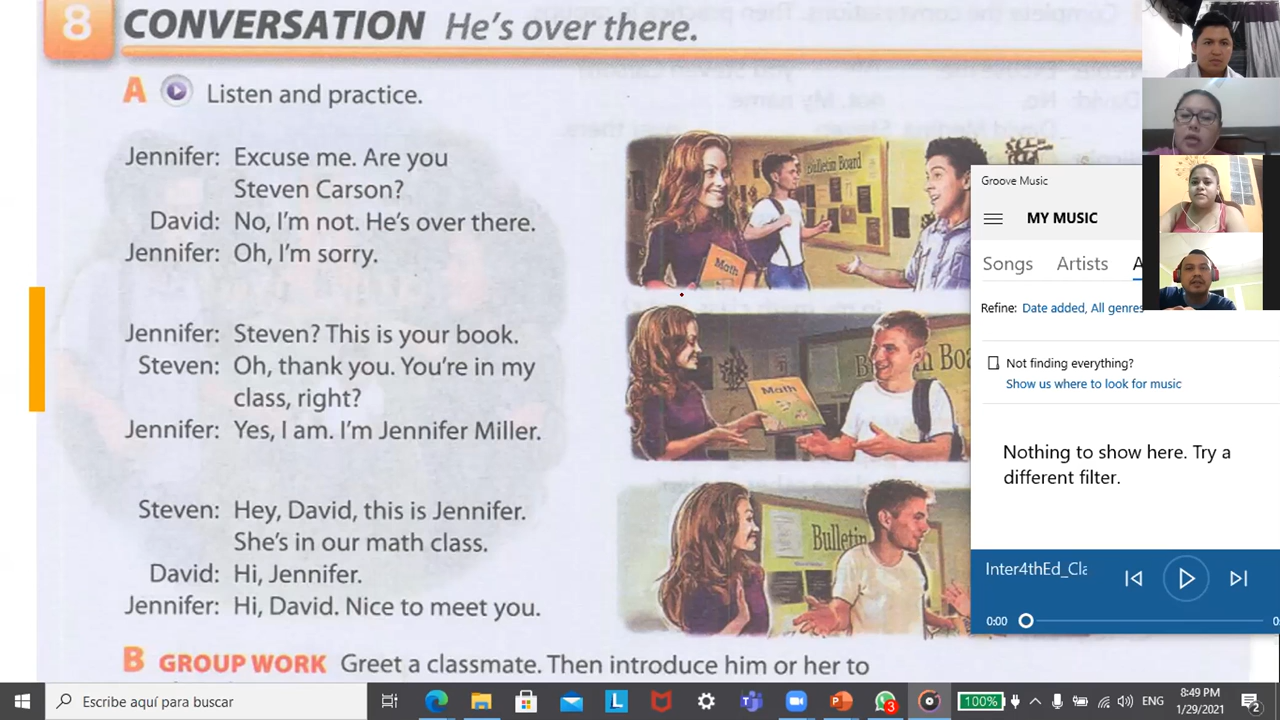 8 CONVERSATION He's over there.
A Listen and practice.
Jennifer: Excuse me. Are you
Steven Carson?
David: No, I'm not. He's over there.
Jennifer: Oh, I'm sorry.
Jennifer: Steven? This is your book.
Steven: Oh, thank you. You're in my
class, right?
Jennifer: Yes, I am. I'm Jennifer Miller.
Steven: Hey, David, this is Jennifer.
She's in our math class.
David: Hi, Jennifer.
Jennifer: Hi, David. Nice to meet you.
B GROUP WORK Greet a classmate. Then introduce him or her to
Bulletin Board
Math
Math
Bulletin
Groove Music
MY MUSIC
Songs Artists A
Refine: Date added, All genres
Not finding everything?
Show us where to look for music
Nothing to show here. Try a
different filter.
Inter4thEd_Cla
0:00
Escribe aquí para buscar
3
100%
ENG
8:49 PM
1/29/2021
2